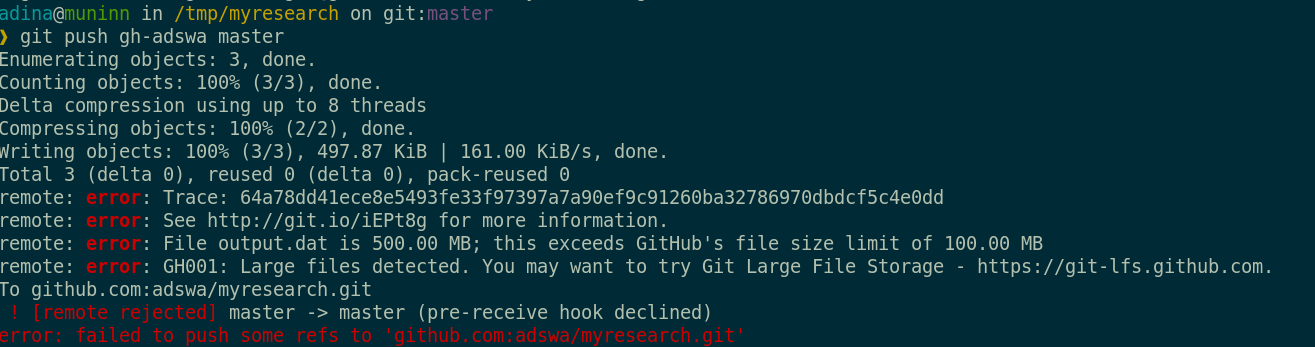 adina@muninn in /tmp/myresearch on git:master
❯ git push gh-adswa master
Enumerating objects: 3, done.
Counting objects: 100% (3/3), done.
Delta compression using up to 8 threads
Compressing objects: 100% (2/2), done.
Writing objects: 100% (3/3), 497.87 KiB | 161.00 KiB/s, done.
Total 3 (delta 0), reused 0 (delta 0), pack-reused 0
remote: error: Trace: 64a78dd41ece8e5493fe33f97397a7a90ef9c91260ba32786970dbdcf5c4e0dd
remote: error: See http://git.io/iEPt8g for more information.
remote: error: File output.dat is 500.00 MB; this exceeds GitHub's file size limit of 100.00 MB
remote: error: GH001: Large files detected. You may want to try Git Large File Storage - https://git-lfs.github.com.
To github.com:adswa/myresearch.git
! [remote rejected] master -> master (pre-receive hook declined)
error: failed to push some refs to 'github.com:adswa/myresearch.git'